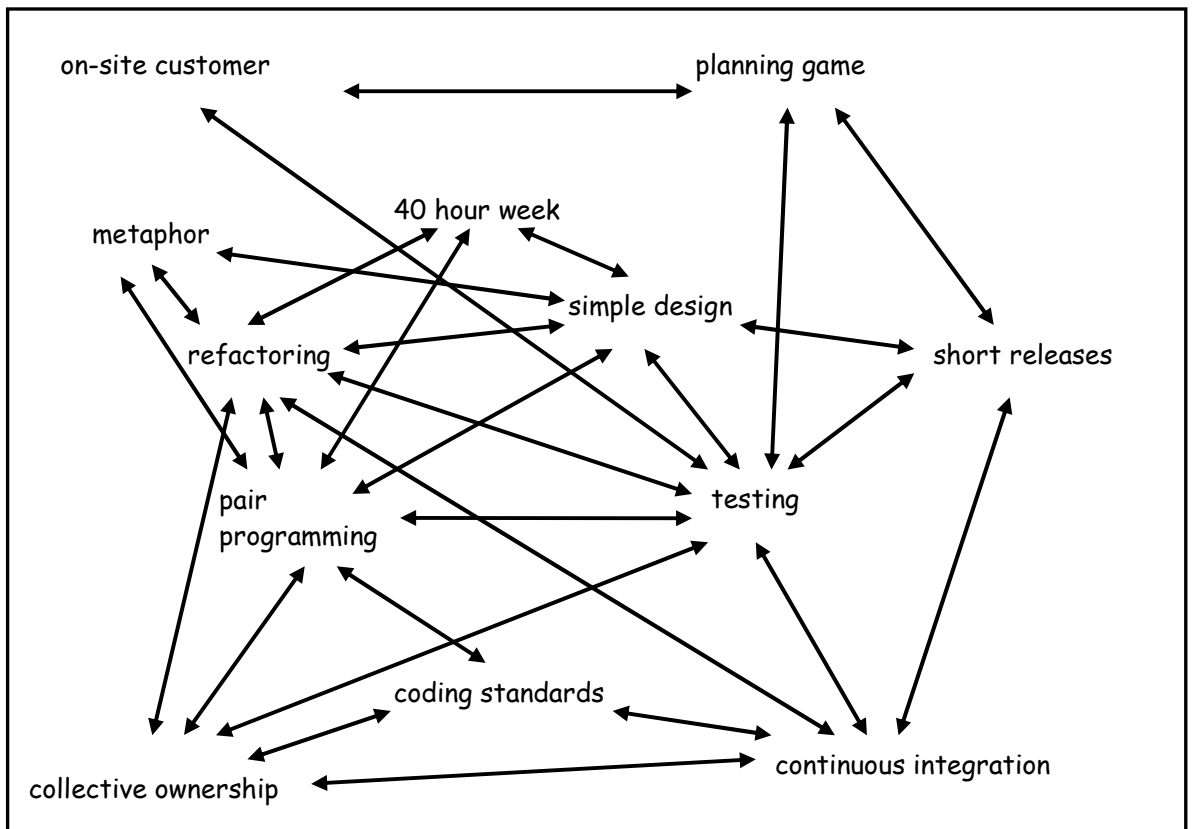 on-site customer
planning game
40 hour week
metaphor
simple design
refactoring
short releases
pair
programming
testing
coding standards
continuous integration
collective ownership